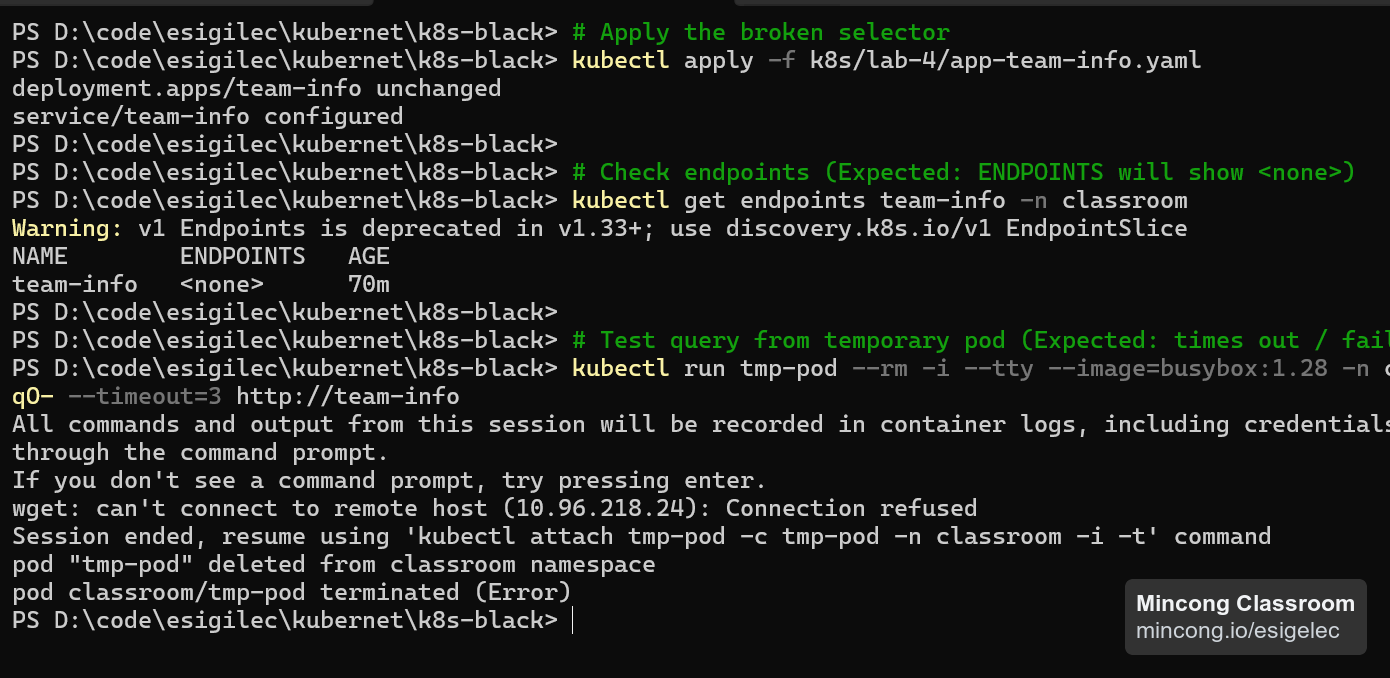 PS D:\code\esigilec\kubernet\k8s-black> # Apply the broken selector
PS D:\code\esigilec\kubernet\k8s-black> kubectl apply -f k8s/lab-4/app-team-info.yaml
deployment.apps/team-info unchanged
service/team-info configured
PS D:\code\esigilec\kubernet\k8s-black>
PS D:\code\esigilec\kubernet\k8s-black> # Check endpoints (Expected: ENDPOINTS will show <none>)
PS D:\code\esigilec\kubernet\k8s-black> kubectl get endpoints team-info -n classroom
Warning: v1 Endpoints is deprecated in v1.33+; use discovery.k8s.io/v1 EndpointSlice
NAME ENDPOINTS AGE
team-info <none> 70m
PS D:\code\esigilec\kubernet\k8s-black>
PS D:\code\esigilec\kubernet\k8s-black> # Test query from temporary pod (Expected: times out / fail
PS D:\code\esigilec\kubernet\k8s-black> kubectl run tmp-pod --rm -i --tty --image=busybox:1.28 -n
qO- --timeout=3 http://team-info
All commands and output from this session will be recorded in container logs, including credentials
through the command prompt.
If you don't see a command prompt, try pressing enter.
wget: can't connect to remote host (10.96.218.24): Connection refused
Session ended, resume using 'kubectl attach tmp-pod -c tmp-pod -n classroom -i -t' command
pod "tmp-pod" deleted from classroom namespace
pod classroom/tmp-pod terminated (Error)
PS D:\code\esigilec\kubernet\k8s-black>
Mincong Classroom
mincong.io/esigelec